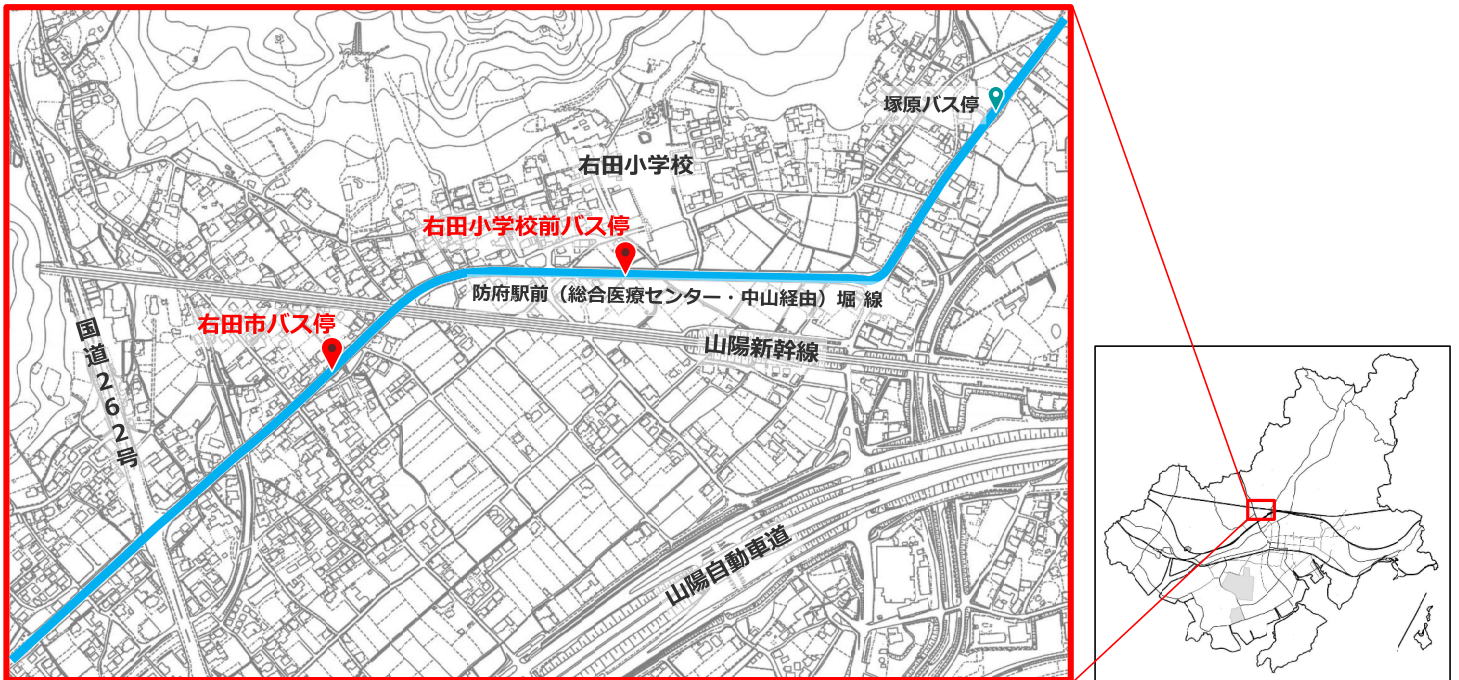 塚原バス停
右田小学校
右田小学校前バス停
防府駅前（総合医療センター・中山経由）堀 線
右田市バス停
山陽新幹線
国道262号
山陽自動車道